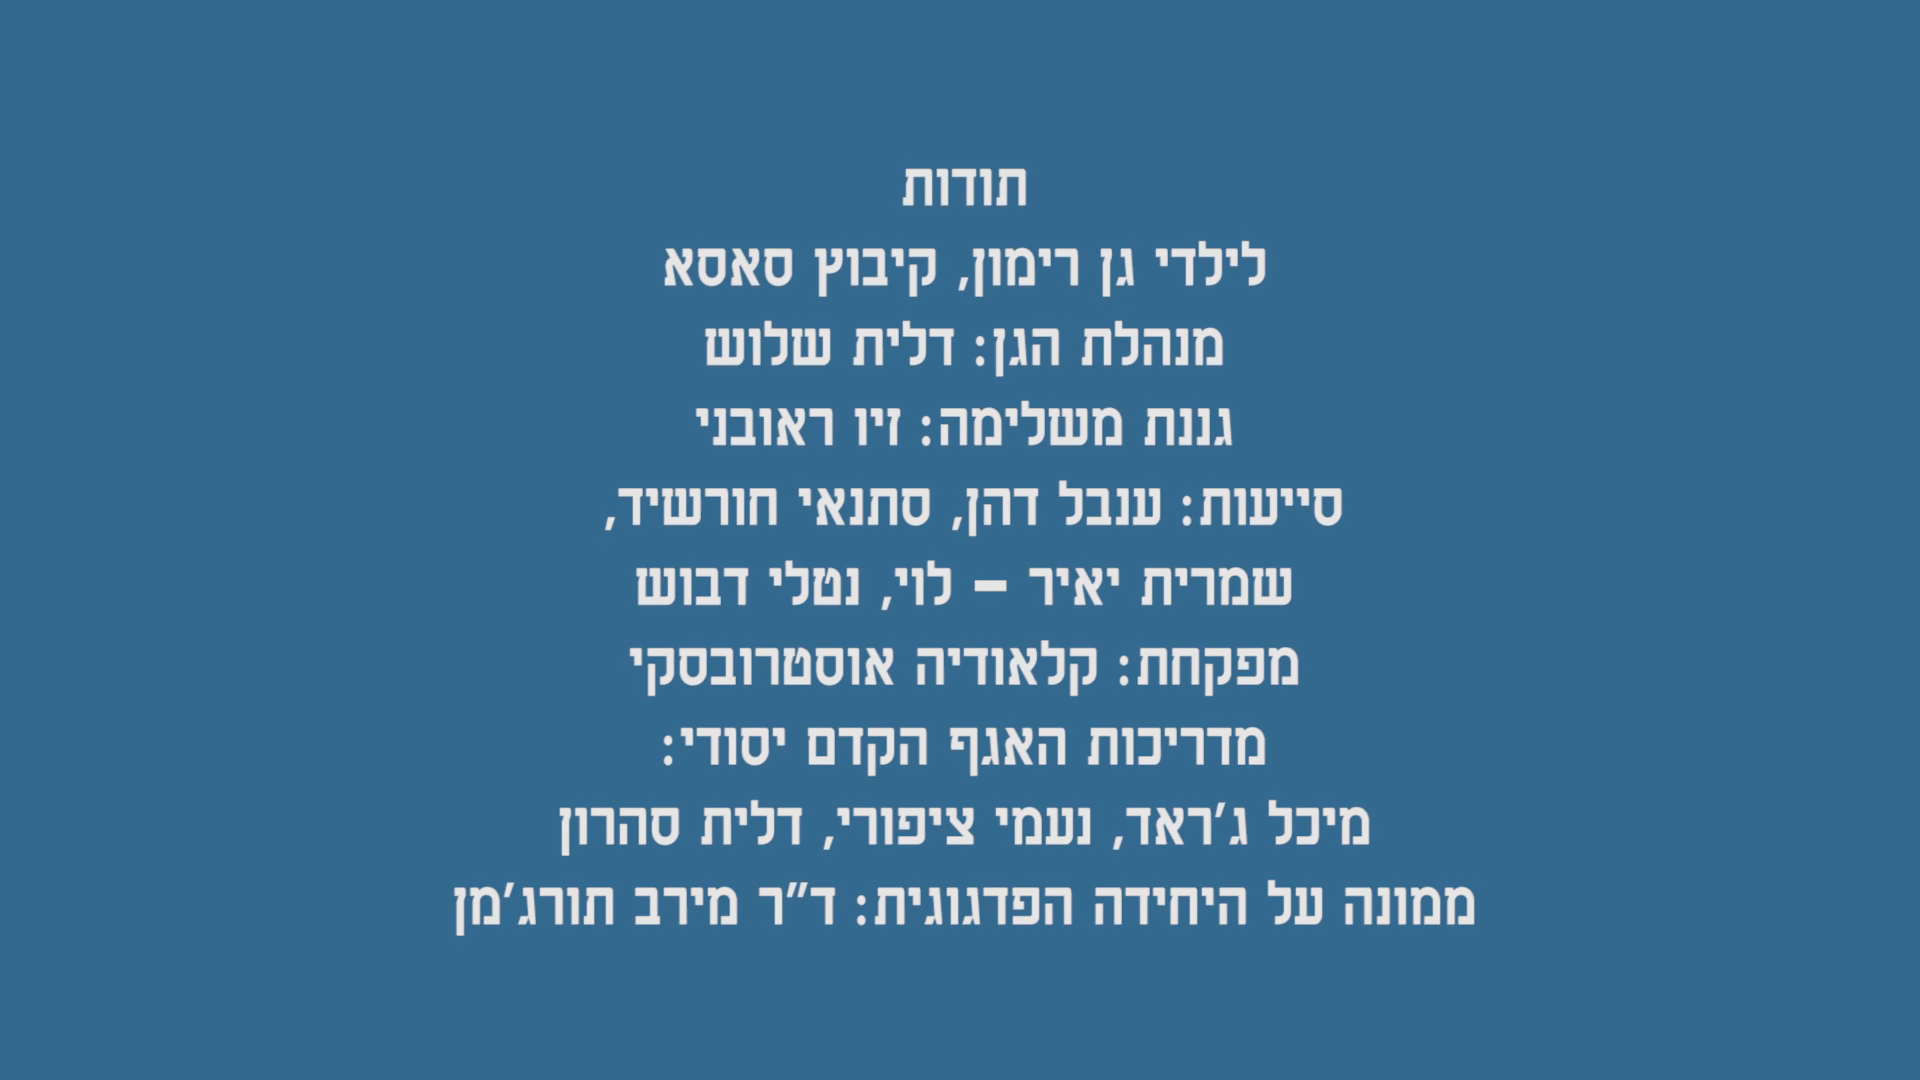 תודות
לילדי גן רימון, קיבוץ סאסא
מנהלת הגן: דלית שלוש
גננת משלימה: זיו ראובני
סייעות: ענבל דהן, סתנאי חורשיד,
שמרית יאיר – לוי, נטלי דבוש
מפקחת: קלאודיה אוסטרובסקי
מדריכות האגף הקדם יסודי:
מיכל ג'ראד, נעמי ציפורי, דלית סהרון
ממונה על היחידה הפדגוגית: ד"ר מירב תורג'מן